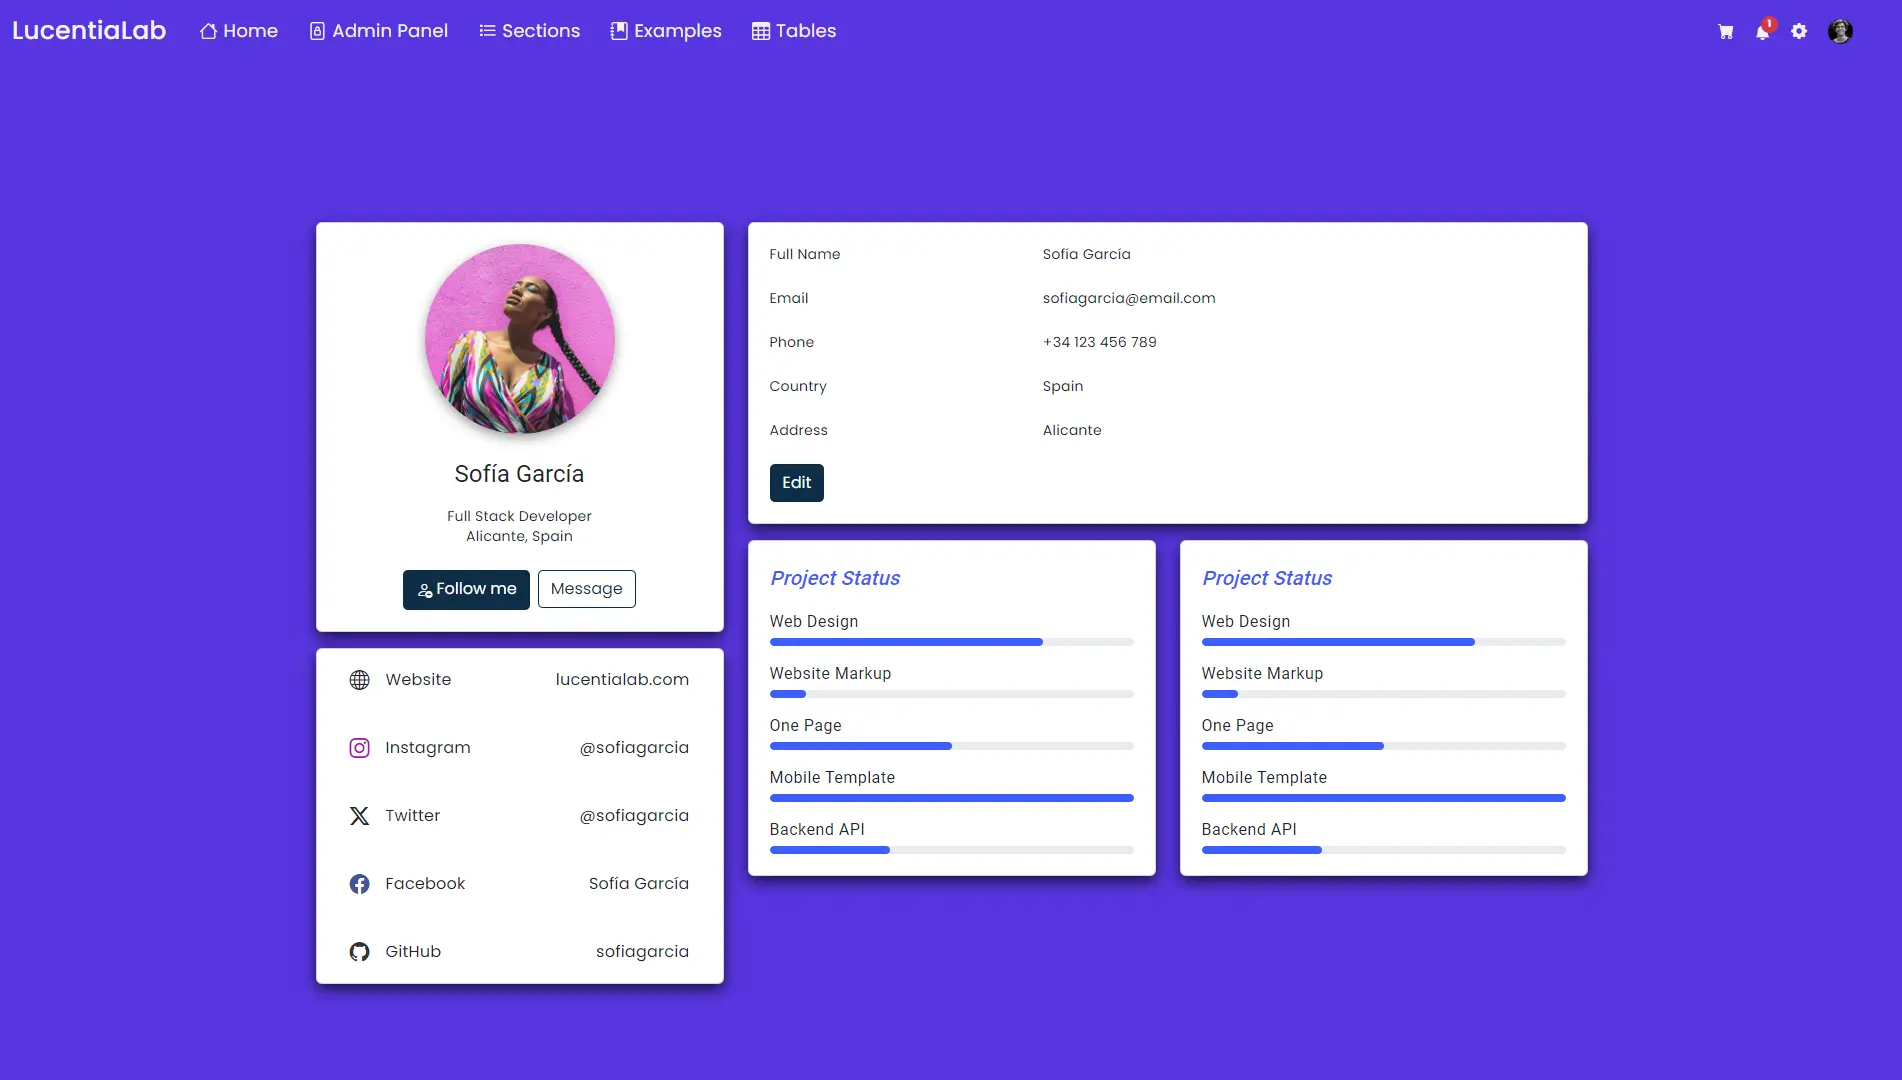 LucentiaLab Home Admin Panel Sections Examples Tables 1
Sofía García
Full Stack Developer
Alicante, Spain
Follow me Message
Website lucentialab.com
Instagram @sofiagarcia
Twitter @sofiagarcia
Facebook Sofía García
GitHub sofiagarcia
Full Name Sofía García
Email sofiagarcia@email.com
Phone +34 123 456 789
Country Spain
Address Alicante
Edit
Project Status
Web Design
Website Markup
One Page
Mobile Template
Backend API
Project Status
Web Design
Website Markup
One Page
Mobile Template
Backend API